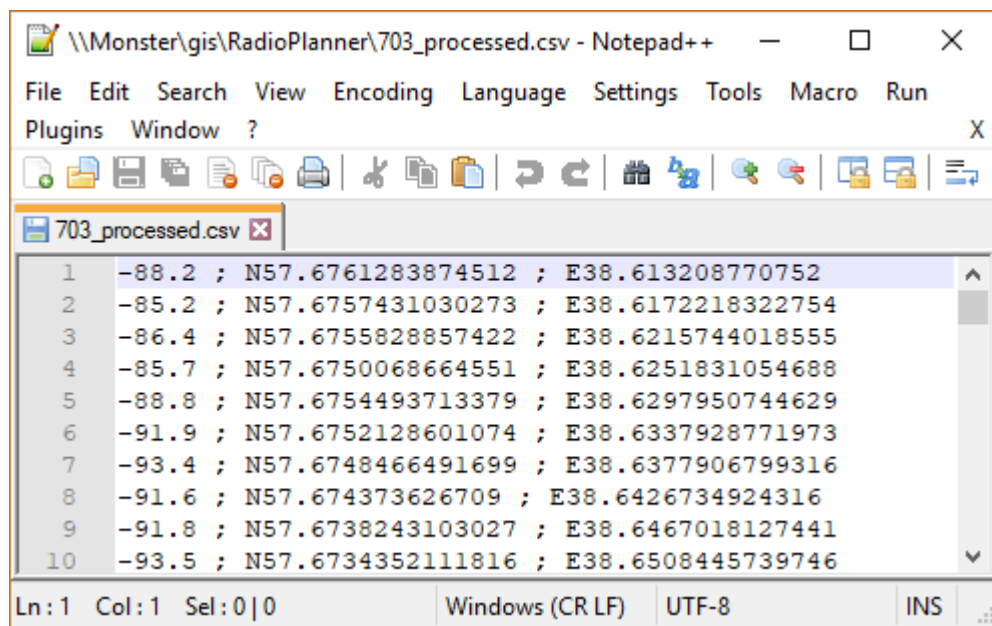 \\Monster\gis\RadioPlanner\703_processed.csv - Notepad++
File Edit Search View Encoding Language Settings Tools Macro Run
Plugins Window ? X
703_processed.csv
1 -88.2 ; N57.6761283874512 ; E38.613208770752
2 -85.2 ; N57.6757431030273 ; E38.6172218322754
3 -86.4 ; N57.6755828857422 ; E38.6215744018555
4 -85.7 ; N57.6750068664551 ; E38.6251831054688
5 -88.8 ; N57.6754493713379 ; E38.6297950744629
6 -91.9 ; N57.6752128601074 ; E38.6337928771973
7 -93.4 ; N57.6748466491699 ; E38.6377906799316
8 -91.6 ; N57.674373626709 ; E38.6426734924316
9 -91.8 ; N57.6738243103027 ; E38.6467018127441
10 -93.5 ; N57.6734352111816 ; E38.6508445739746
Ln : 1 Col : 1 Sel : 0 | 0 Windows (CR LF) UTF-8 INS